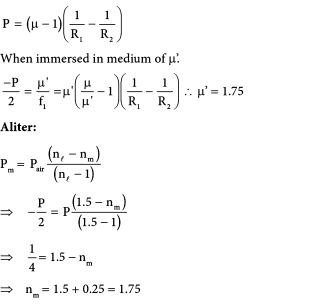 P = (μ − 1)(1/R₁ − 1/R₂)
When immersed in medium of μ'.
−P/2 = μ'/f₁ = μ'(μ/μ' − 1)(1/R₁ − 1/R₂) ∴ μ' = 1.75
Aliter:
Pₘ = Pₐᵢᵣ (n_ℓ − nₘ)/(n_ℓ − 1)
⇒ −P/2 = P (1.5 − nₘ)/(1.5 − 1)
⇒ 1/4 = 1.5 − nₘ
⇒ nₘ = 1.5 + 0.25 = 1.75